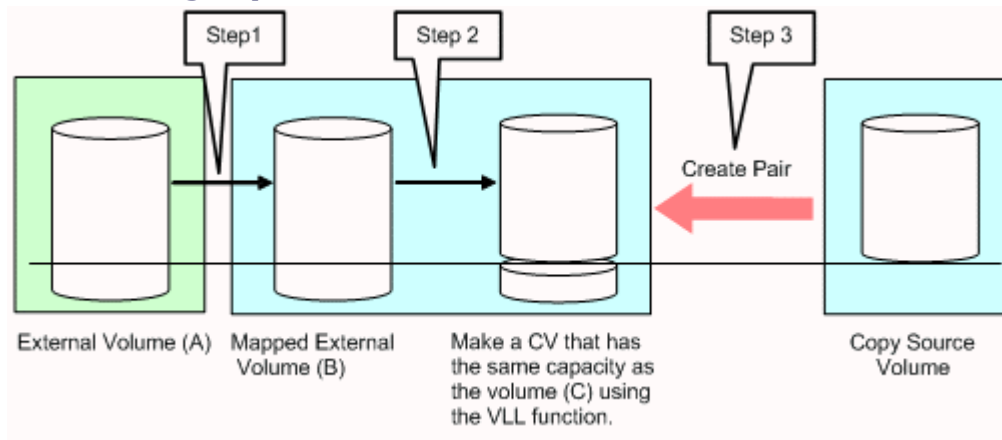 Step1
Step 2
Step 3
Create Pair
External Volume (A)
Mapped External
Volume (B)
Make a CV that has
the same capacity as
the volume (C) using
the VLL function.
Copy Source
Volume